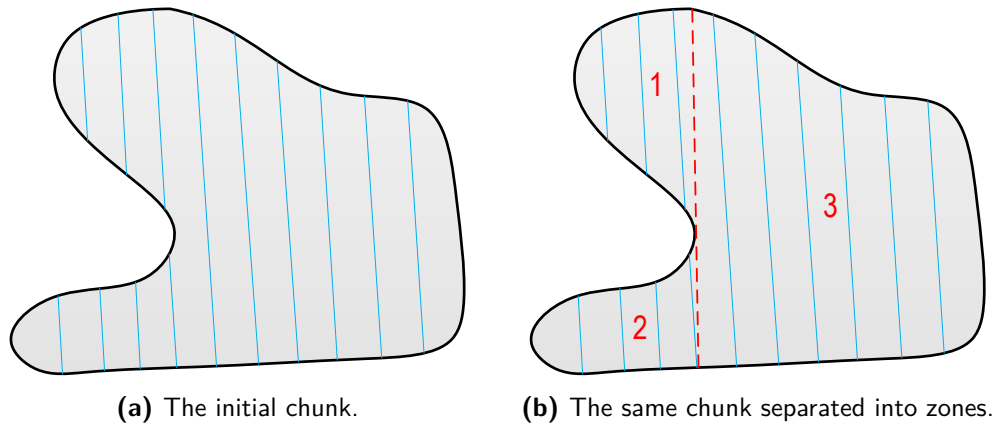 1
3
2
(a) The initial chunk.
(b) The same chunk separated into zones.